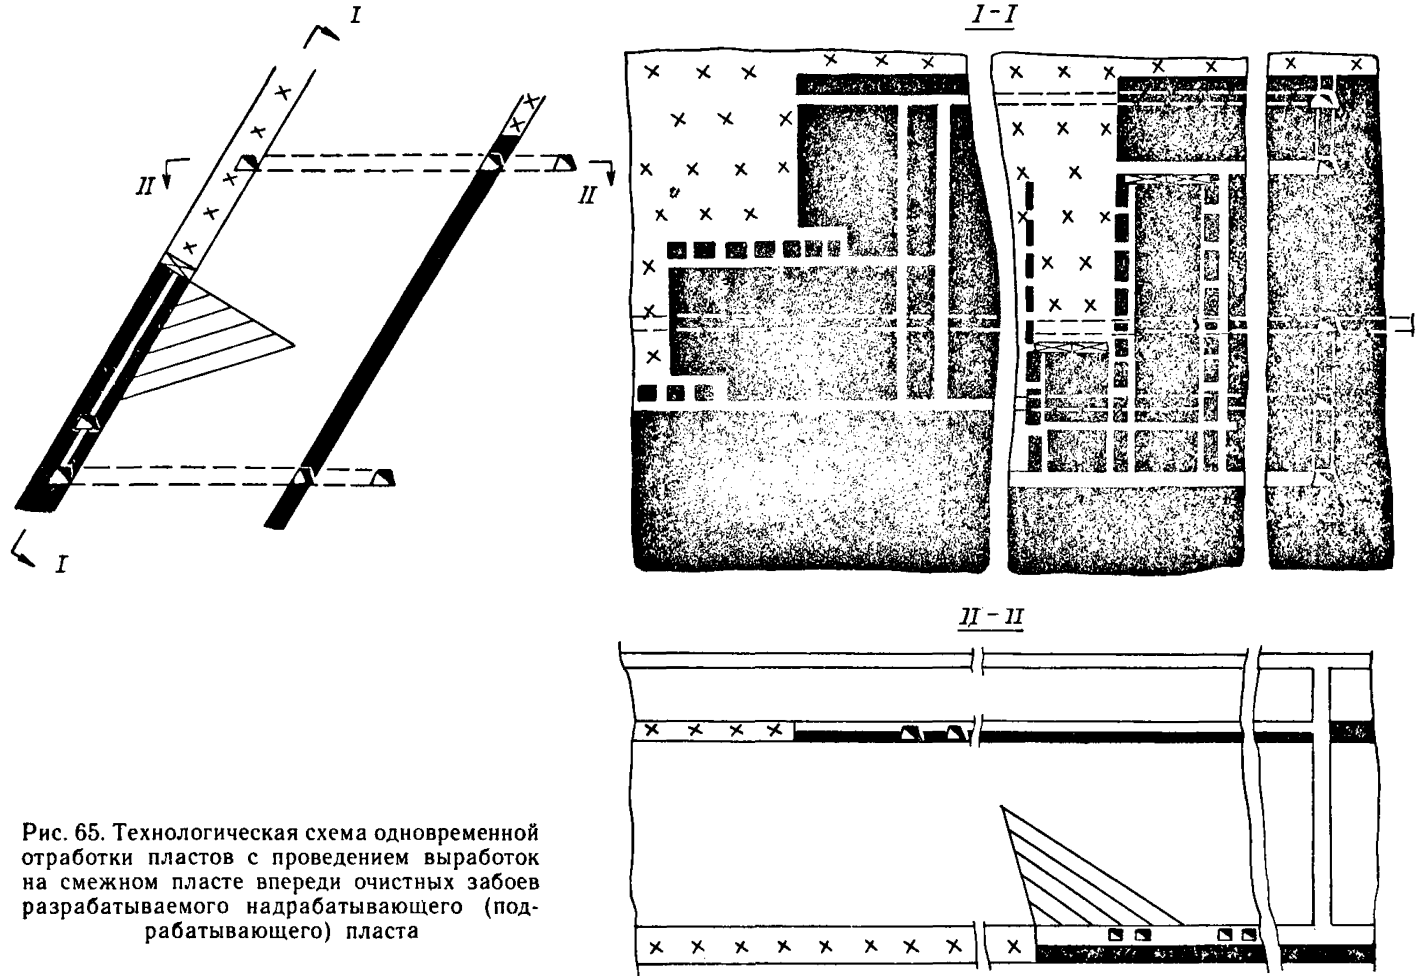 I
I-I
II
II
I
II-II
Рис. 65. Технологическая схема одновременной
отработки пластов с проведением выработок
на смежном пласте впереди очистных забоев
разрабатываемого надрабатывающего (под-
рабатывающего) пласта